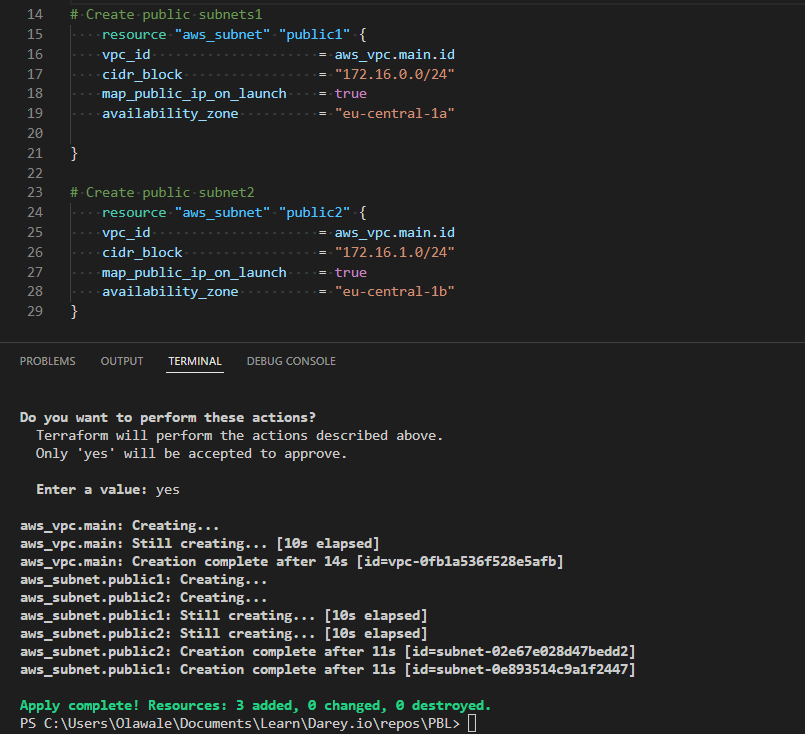 14 # Create public subnets1
15     resource "aws_subnet" "public1" {
16     vpc_id                     = aws_vpc.main.id
17     cidr_block                 = "172.16.0.0/24"
18     map_public_ip_on_launch    = true
19     availability_zone          = "eu-central-1a"
20
21 }
22
23 # Create public subnet2
24     resource "aws_subnet" "public2" {
25     vpc_id                     = aws_vpc.main.id
26     cidr_block                 = "172.16.1.0/24"
27     map_public_ip_on_launch    = true
28     availability_zone          = "eu-central-1b"
29 }
PROBLEMS OUTPUT TERMINAL DEBUG CONSOLE
Do you want to perform these actions?
  Terraform will perform the actions described above.
  Only 'yes' will be accepted to approve.
  Enter a value: yes
aws_vpc.main: Creating...
aws_vpc.main: Still creating... [10s elapsed]
aws_vpc.main: Creation complete after 14s [id=vpc-0fb1a536f528e5afb]
aws_subnet.public1: Creating...
aws_subnet.public2: Creating...
aws_subnet.public1: Still creating... [10s elapsed]
aws_subnet.public2: Still creating... [10s elapsed]
aws_subnet.public2: Creation complete after 11s [id=subnet-02e67e028d47bedd2]
aws_subnet.public1: Creation complete after 11s [id=subnet-0e893514c9a1f2447]
Apply complete! Resources: 3 added, 0 changed, 0 destroyed.
PS C:\Users\Olawale\Documents\Learn\Darey.io\repos\PBL>